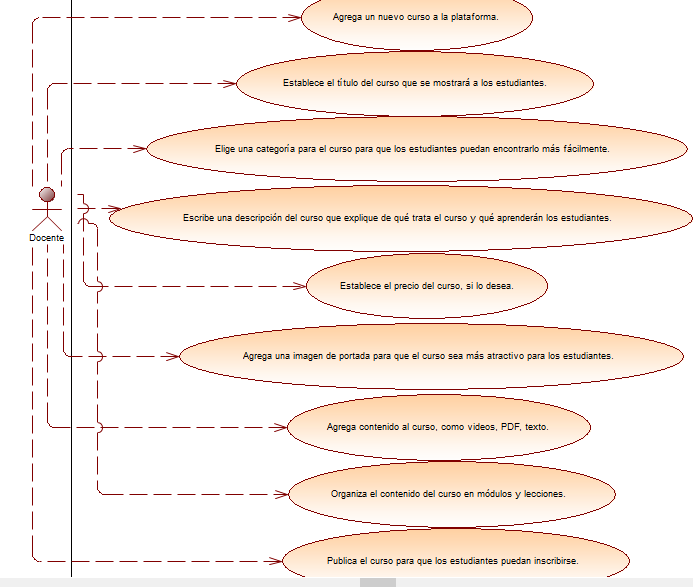 Agrega un nuevo curso a la plataforma.
Establece el título del curso que se mostrará a los estudiantes.
Elige una categoría para el curso para que los estudiantes puedan encontrarlo más fácilmente.
Escribe una descripción del curso que explique de qué trata el curso y qué aprenderán los estudiantes.
Docente
Establece el precio del curso, si lo desea.
Agrega una imagen de portada para que el curso sea más atractivo para los estudiantes.
Agrega contenido al curso, como videos, PDF, texto.
Organiza el contenido del curso en módulos y lecciones.
Publica el curso para que los estudiantes puedan inscribirse.